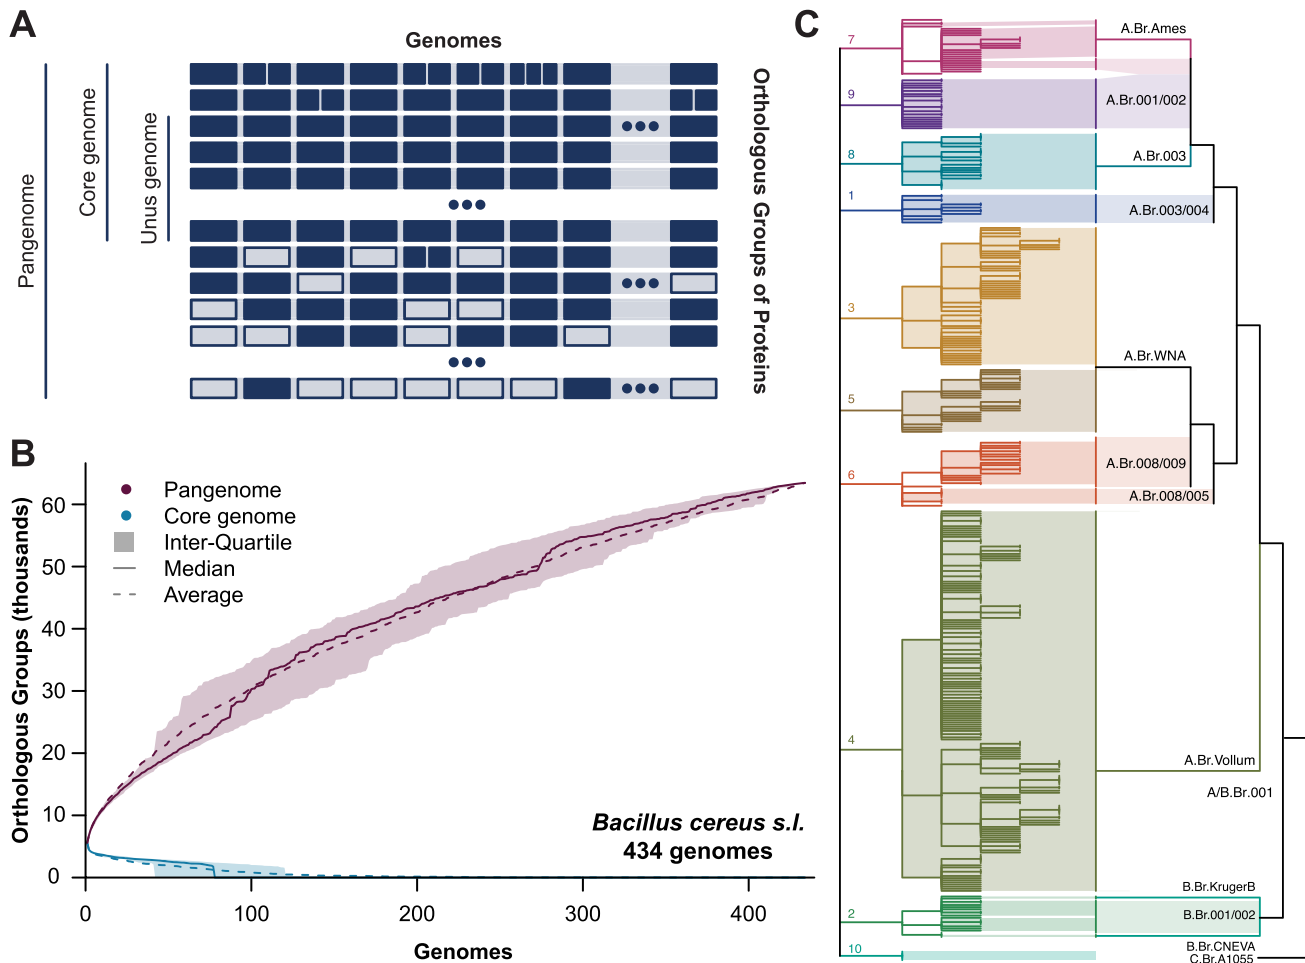 A
Genomes
Pangenome
Core genome
Unus genome
Orthologous Groups of Proteins
B
Orthologous Groups (thousands)
60
50
40
30
20
10
0
Pangenome
Core genome
Inter-Quartile
Median
Average
Bacillus cereus s.l.
434 genomes
0
100
200
300
400
Genomes
C
7
A.Br.Ames
9
A.Br.001/002
8
A.Br.003
1
A.Br.003/004
3
A.Br.WNA
5
6
A.Br.008/009
A.Br.008/005
4
A.Br.Vollum
A/B.Br.001
B.Br.KrugerB
2
B.Br.001/002
10
B.Br.CNEVA
C.Br.A1055